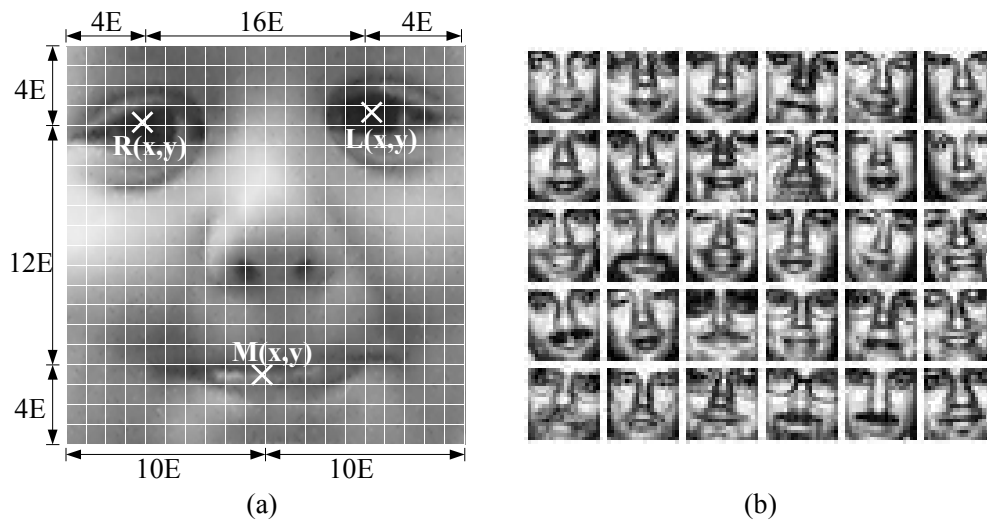 4E 16E 4E
4E
R(x,y) L(x,y)
12E
M(x,y)
4E
10E 10E
(a) (b)